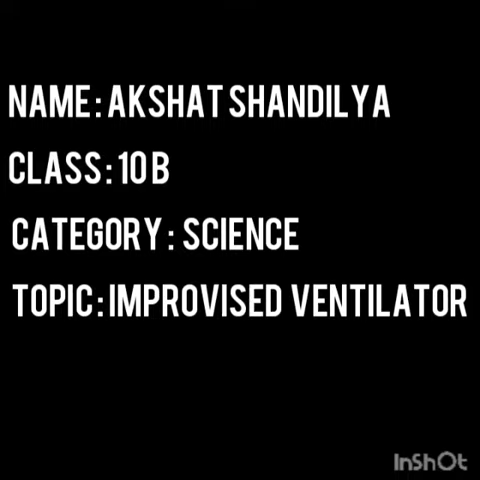 NAME : AKSHAT SHANDILYA
CLASS : 10 B
CATEGORY : SCIENCE
TOPIC : IMPROVISED VENTILATOR
InShOt